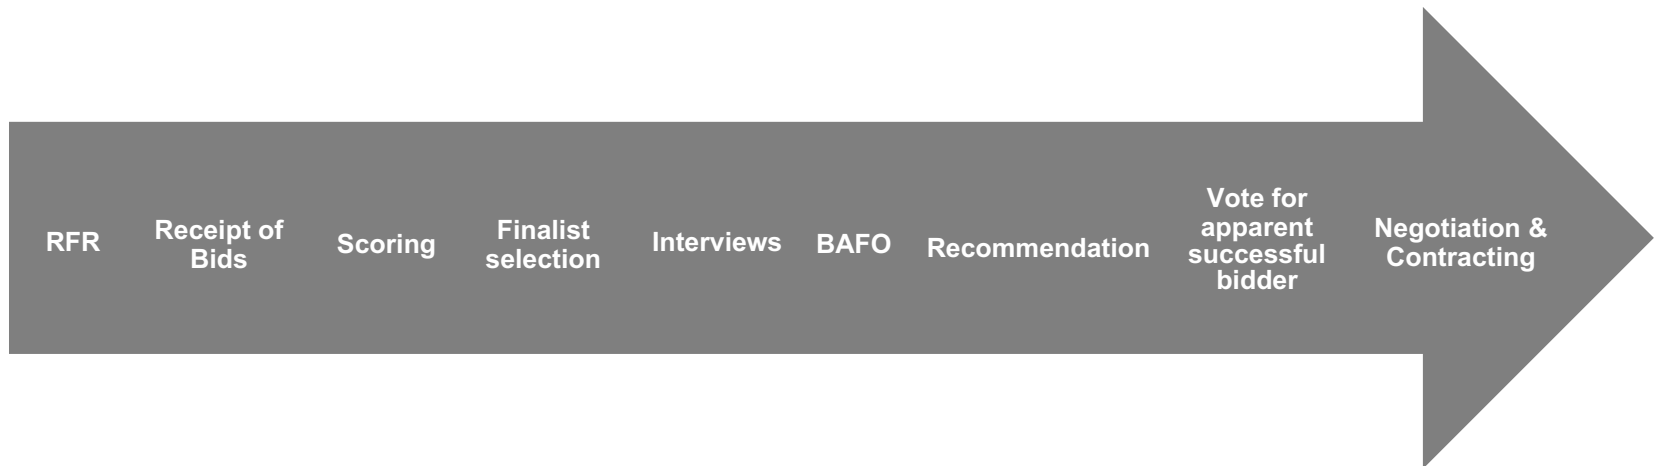 RFR
Receipt of
Bids
Scoring
Finalist
selection
Interviews
BAFO
Recommendation
Vote for
apparent
successful
bidder
Negotiation &
Contracting